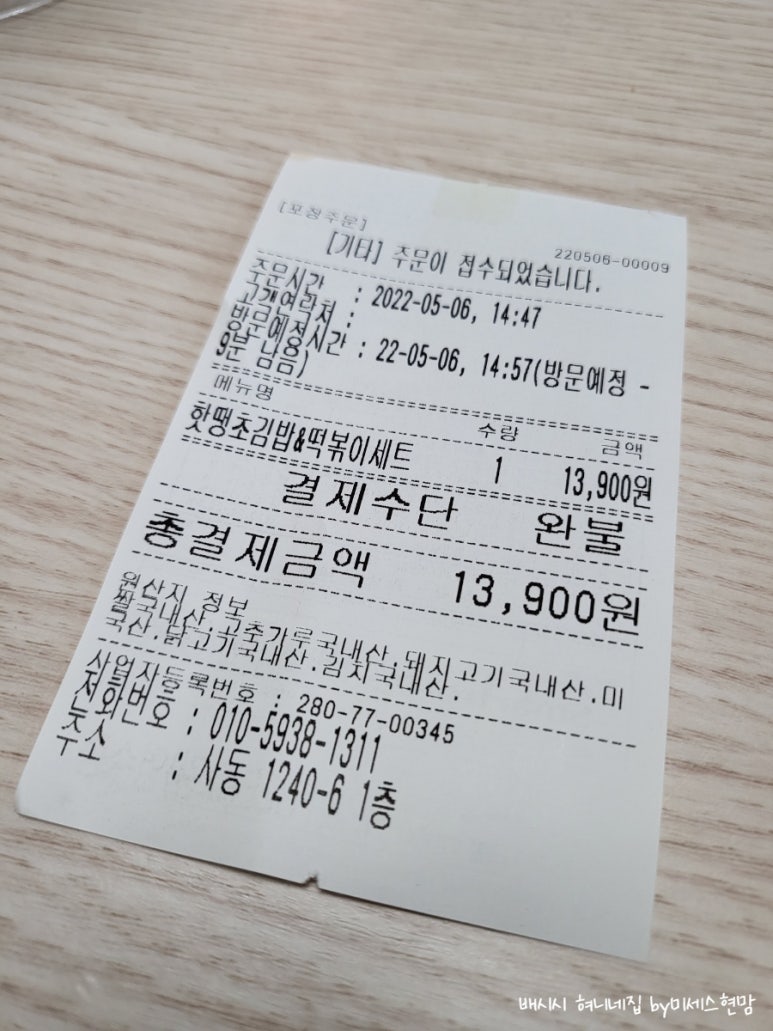 [포장주문]
220506-00009
[기타] 주문이 접수되었습니다.
주문시간 : 2022-05-06, 14:47
고객연락처 :
방문예정시간 : 22-05-06, 14:57(방문예정 -
9분 남음)
메뉴명 수량 금액
핫땡초김밥&떡볶이세트 1 13,900원
결제수단 완불
총결제금액 13,900원
원산지 정보
쌀국내산.고춧가루국내산.돼지고기국내산.미
국산.닭고기국내산.김치국내산.
사업자등록번호 : 280-77-00345
전화번호 : 010-5938-1311
주소 : 사동 1240-6 1층
배시시 혀니네집 by미세스현맘